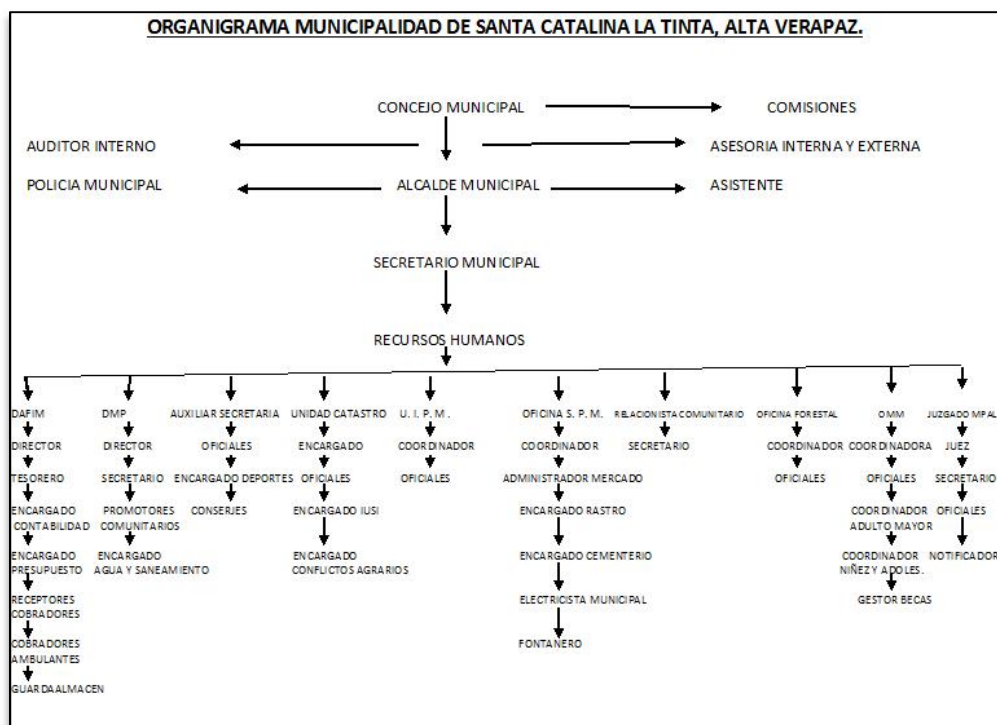 ORGANIGRAMA MUNICIPALIDAD DE SANTA CATALINA LA TINTA, ALTA VERAPAZ.
CONCEJO MUNICIPAL COMISIONES
AUDITOR INTERNO ASESORIA INTERNA Y EXTERNA
POLICIA MUNICIPAL ALCALDE MUNICIPAL ASISTENTE
SECRETARIO MUNICIPAL
RECURSOS HUMANOS
DAFIM DMP AUXILIAR SECRETARIA UNIDAD CATASTRO U. I. P. M. OFICINA S. P. M. RELACIONISTA COMUNITARIO OFICINA FORESTAL OMM JUZGADO MPAL
DIRECTOR DIRECTOR OFICIALES ENCARGADO COORDINADOR COORDINADOR SECRETARIO COORDINADOR COORDINADORA JUEZ
TESORERO SECRETARIO ENCARGADO DEPORTES OFICIALES OFICIALES ADMINISTRADOR MERCADO OFICIALES OFICIALES SECRETARIO
ENCARGADO PROMOTORES CONSERJES ENCARGADO IUSI ENCARGADO RASTRO COORDINADOR OFICIALES
CONTABILIDAD COMUNITARIOS ADULTO MAYOR
ENCARGADO ENCARGADO ENCARGADO ENCARGADO CEMENTERIO COORDINADOR NOTIFICADOR
PRESUPUESTO AGUA Y SANEAMIENTO CONFLICTOS AGRARIOS NIÑEZ Y ADOLES.
RECEPTORES ELECTRICISTA MUNICIPAL GESTOR BECAS
COBRADORES
COBRADORES FONTANERO
AMBULANTES
GUARDAALMACEN